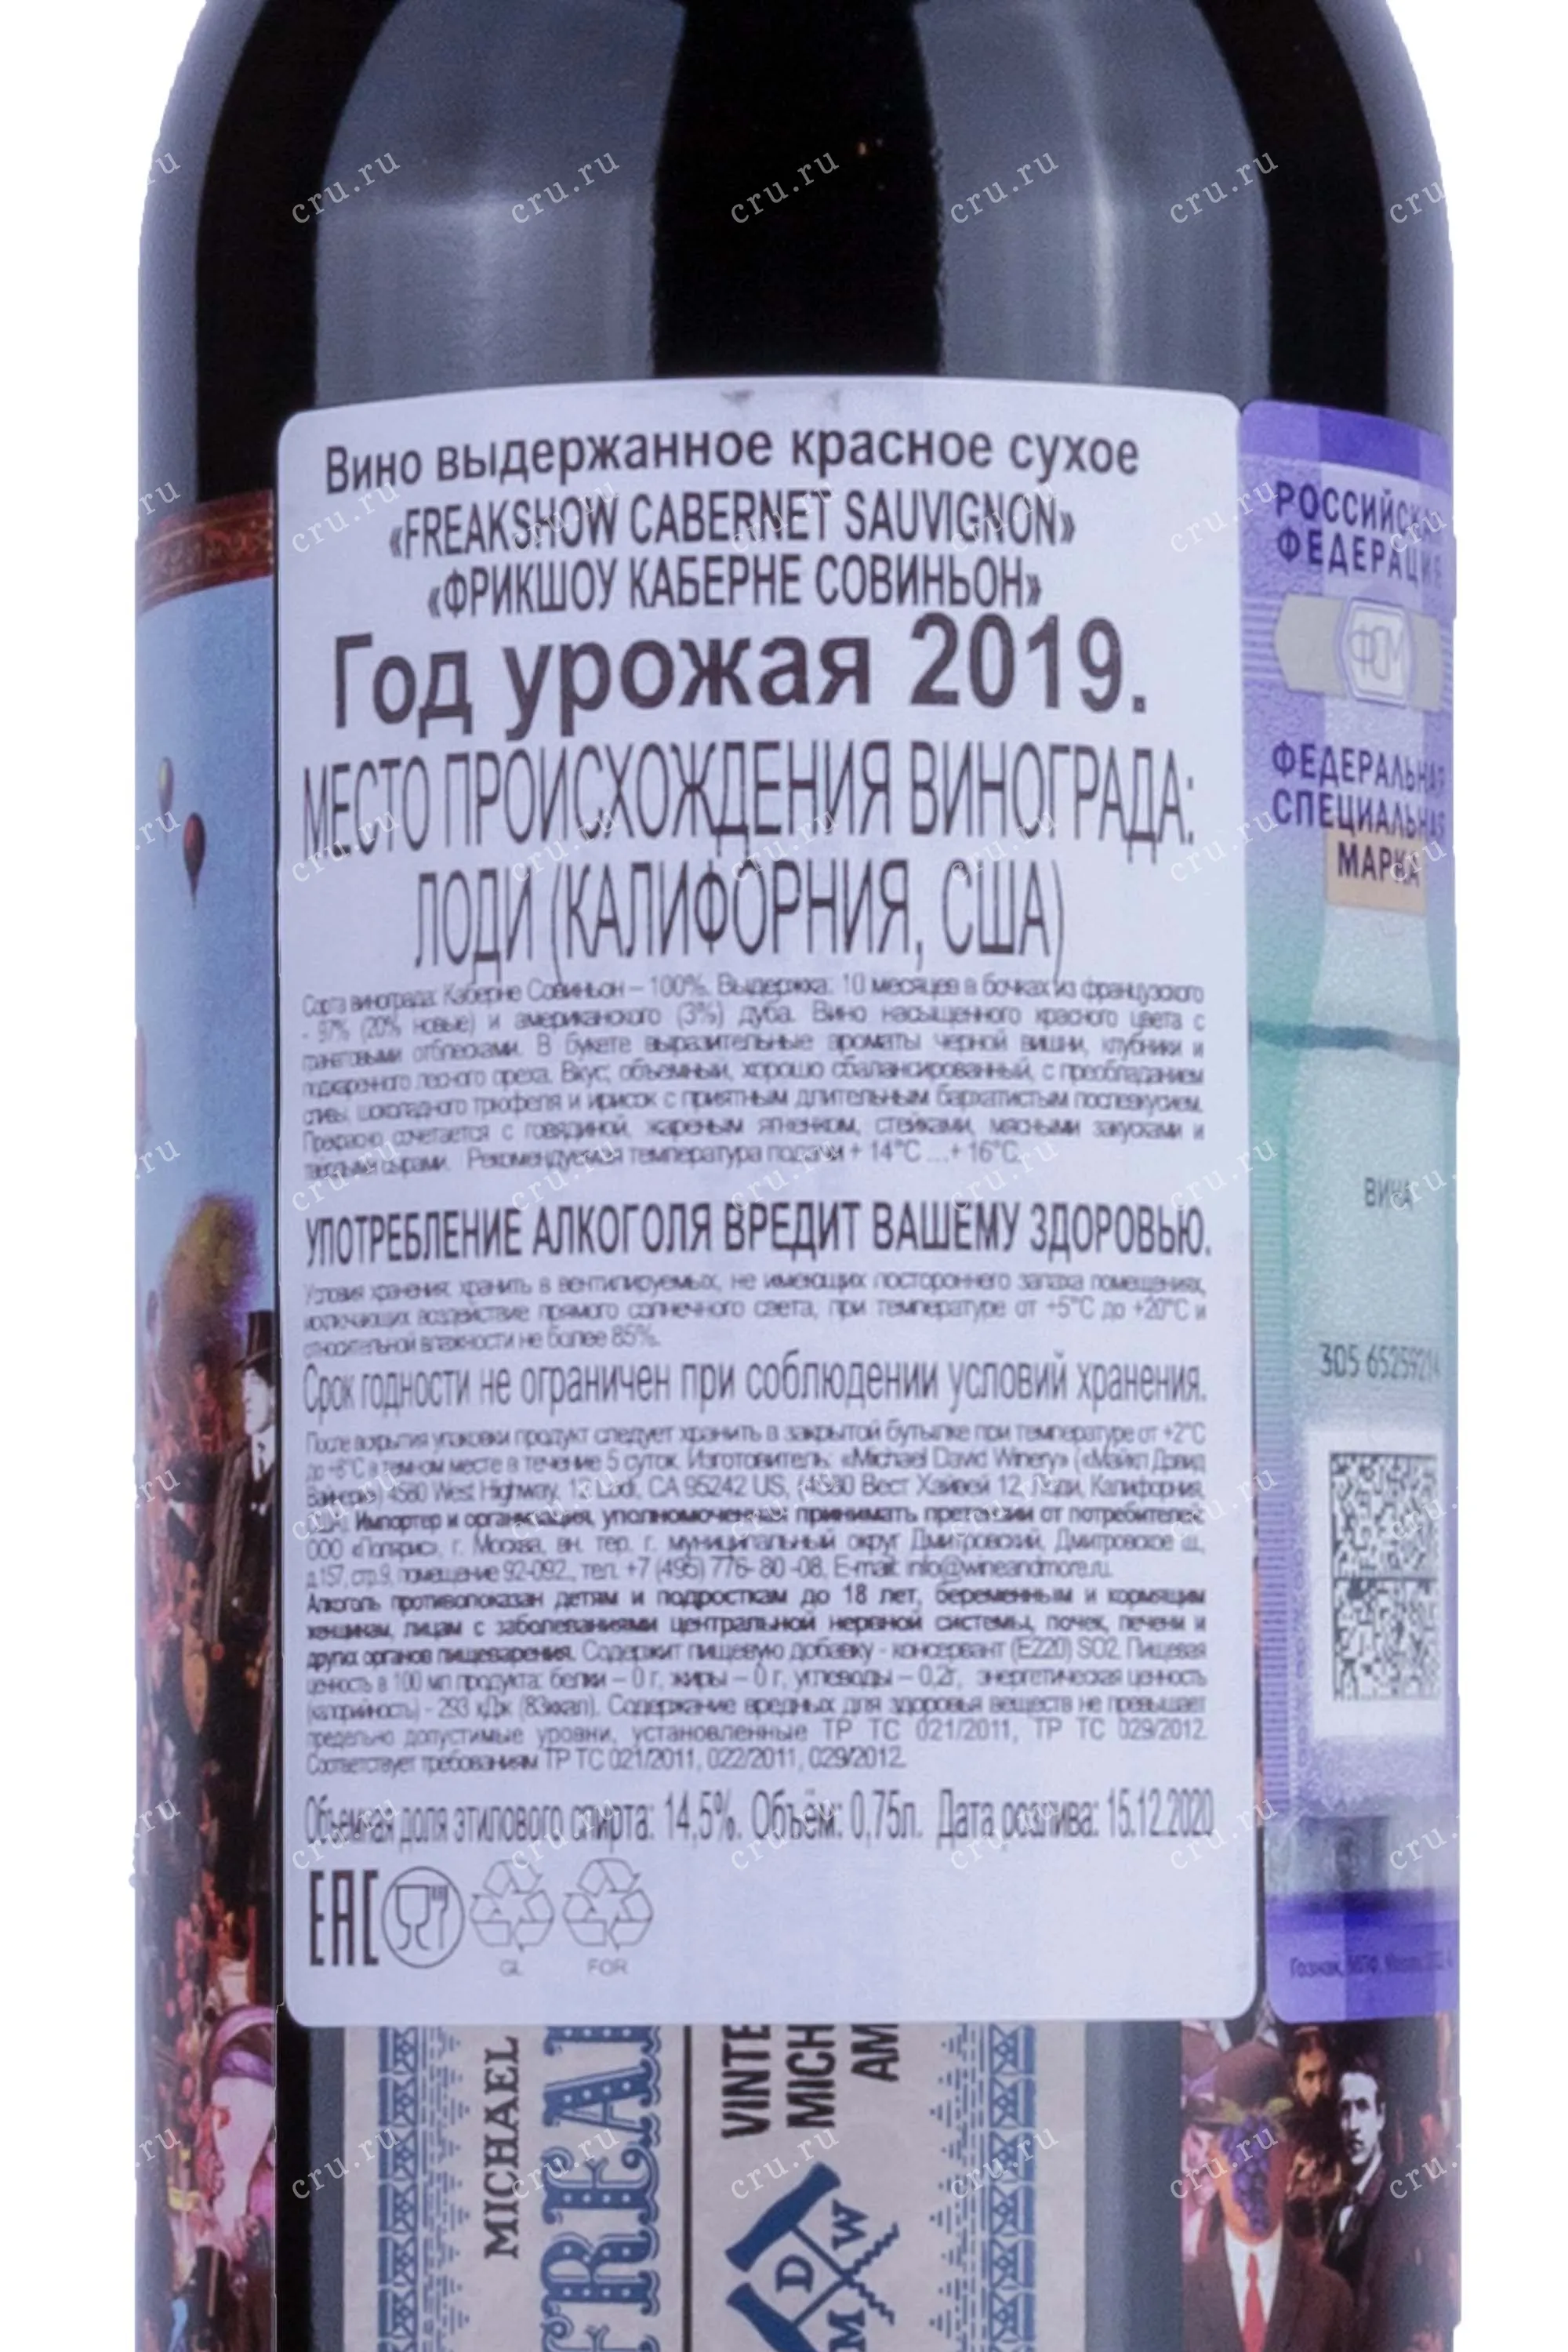 Вино выдержанное красное сухое
«FREAKSHOW CABERNET SAUVIGNON»
«ФРИКШОУ КАБЕРНЕ СОВИНЬОН»
Год урожая 2019.
МЕСТО ПРОИСХОЖДЕНИЯ ВИНОГРАДА:
ЛОДИ (КАЛИФОРНИЯ, США)
Сорта винограда: Каберне Совиньон – 100%. Выдержка: 10 месяцев в бочках из французского
- 97% (20% новые) и американского (3%) дуба. Вино насыщенного красного цвета с
гранатовыми отблесками. В букете выразительные ароматы черной вишни, клубники и
поджаренного лесного ореха. Вкус объемный, хорошо сбалансированный, с преобладанием
сливы, шоколадного трюфеля и ирисок с приятным длительным бархатистым послевкусием.
Прекрасно сочетается с говядиной, жареным ягненком, стейками, мясными закусками и
твердыми сырами. Рекомендуемая температура подачи + 14°C ...+ 16°C.
УПОТРЕБЛЕНИЕ АЛКОГОЛЯ ВРЕДИТ ВАШЕМУ ЗДОРОВЬЮ.
Условия хранения: хранить в вентилируемых, не имеющих постороннего запаха помещениях,
исключающих воздействие прямого солнечного света, при температуре от +5°C до +20°C и
относительной влажности не более 85%.
Срок годности не ограничен при соблюдении условий хранения.
После вскрытия упаковки продукт следует хранить в закрытой бутылке при температуре от +2°C
до +6°C в темном месте в течение 5 суток. Изготовитель: «Michael David Winery» («Майкл Дэвид
Вайнери») 4580 West Highway, 12 Lodi, CA 95242 US, (4580 Вест Хайвей 12, Лоди, Калифорния,
США). Импортер и организация, уполномоченная принимать претензии от потребителей:
ООО «Полярис», г. Москва, вн. тер. г. муниципальный округ Дмитровский, Дмитровское ш.,
д.157, стр.9, помещение 92-092., тел. +7 (495) 776- 80 -08, E-mail: info@wineandmore.ru.
Алкоголь противопоказан детям и подросткам до 18 лет, беременным и кормящим
женщинам, лицам с заболеваниями центральной нервной системы, почек, печени и
других органов пищеварения. Содержит пищевую добавку - консервант (E220) SO2. Пищевая
ценность в 100 мл продукта: белки – 0 г, жиры – 0 г, углеводы – 0,2г, энергетическая ценность
(калорийность) - 293 кДж (83ккал). Содержание вредных для здоровья веществ не превышает
предельно допустимые уровни, установленные ТР ТС 021/2011, ТР ТС 029/2012.
Соответствует требованиям ТР ТС 021/2011, 022/2011, 029/2012.
Объемная доля этилового спирта: 14,5%. Объём: 0,75л. Дата розлива: 15.12.2020
EAC
GL
FOR
РОССИЙСКАЯ
ФЕДЕРАЦИЯ
ФСМ
ФЕДЕРАЛЬНАЯ
СПЕЦИАЛЬНАЯ
МАРКА
ВИНА
305 65259214
Гознак
MICHAEL
FREA
VINTE
MICH
AM
D
W
M
cru.ru